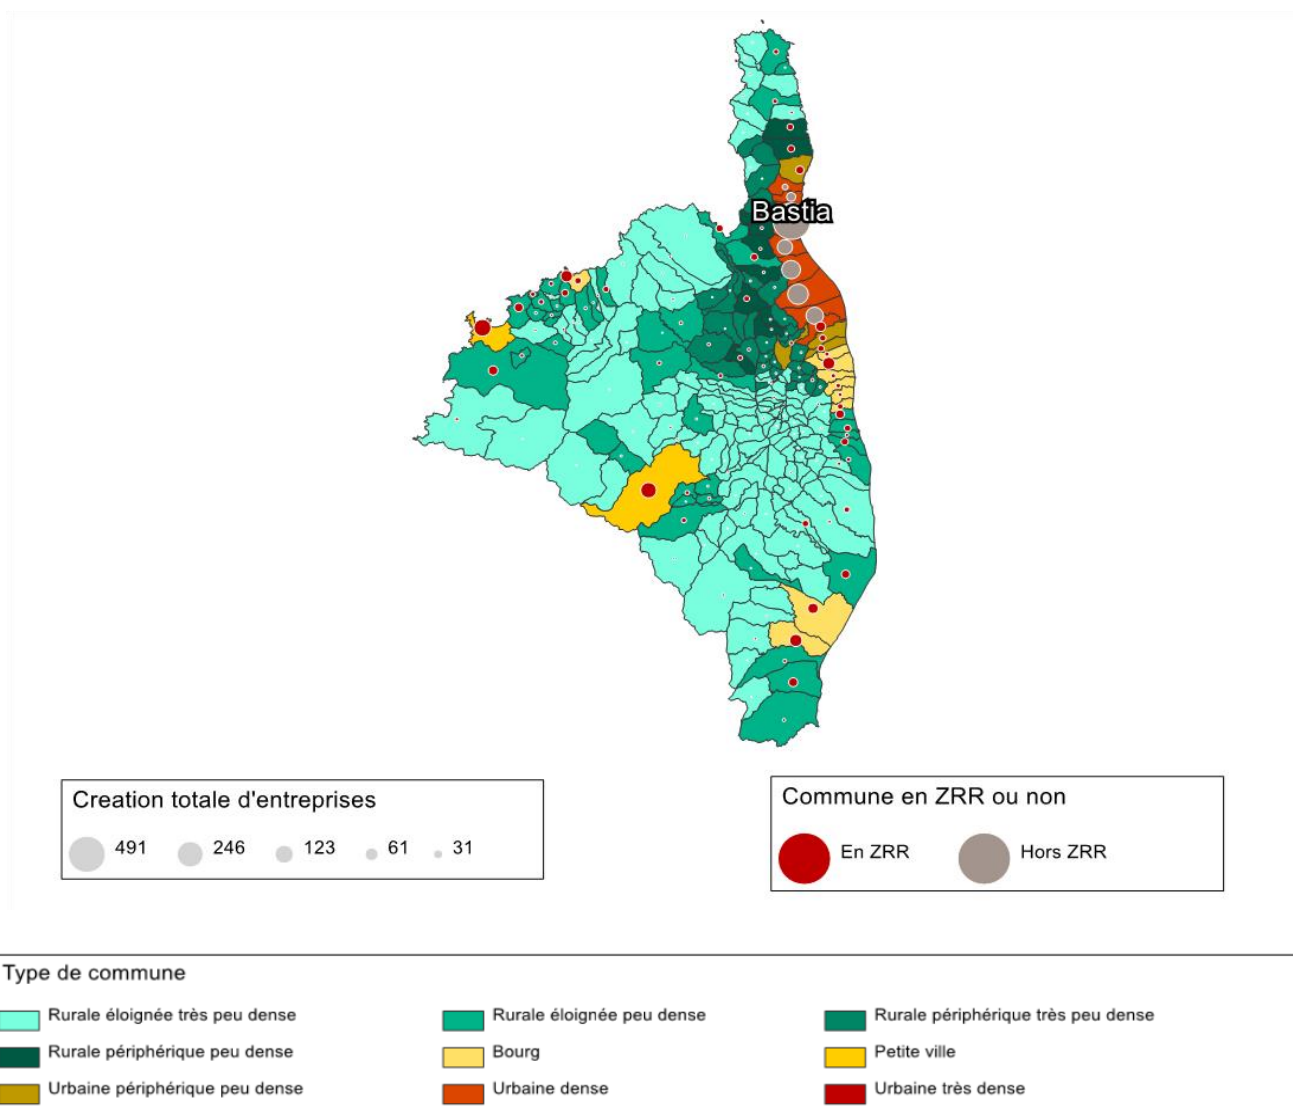 Bastia
Creation totale d'entreprises
491 246 123 61 31
Commune en ZRR ou non
En ZRR Hors ZRR
Type de commune
Rurale éloignée très peu dense Rurale éloignée peu dense Rurale périphérique très peu dense
Rurale périphérique peu dense Bourg Petite ville
Urbaine périphérique peu dense Urbaine dense Urbaine très dense